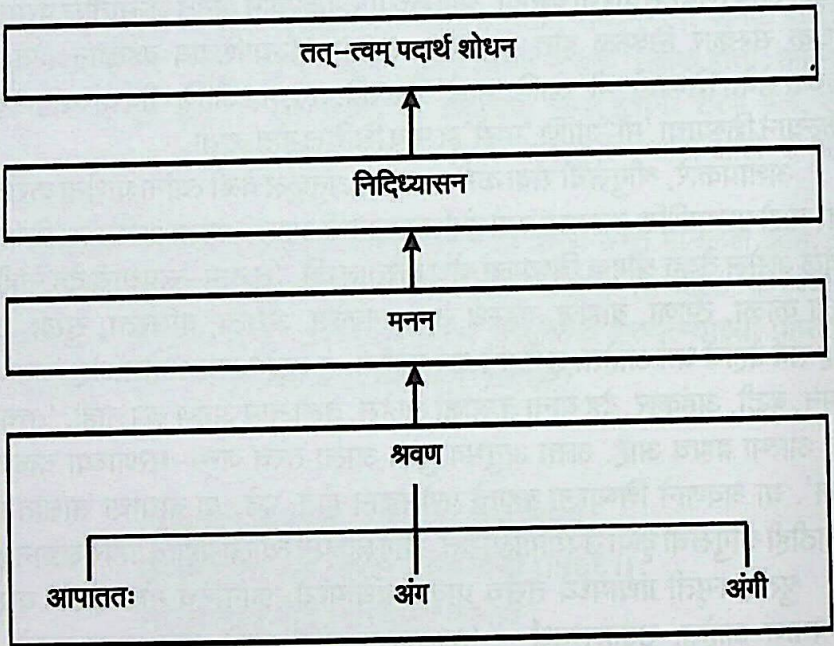 तत्–त्वम् पदार्थ शोधन
निदिध्यासन
मनन
श्रवण
आपाततः अंग अंगी